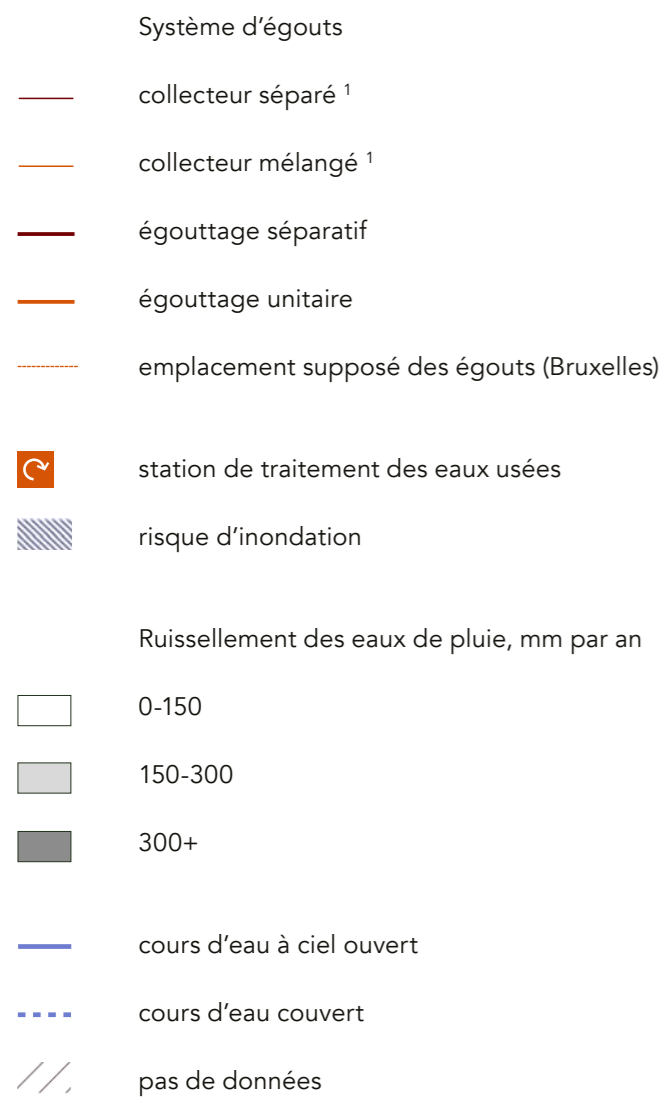 Système d’égouts
collecteur séparé ¹
collecteur mélangé ¹
égouttage séparatif
égouttage unitaire
emplacement supposé des égouts (Bruxelles)
station de traitement des eaux usées
risque d’inondation
Ruissellement des eaux de pluie, mm par an
0-150
150-300
300+
cours d’eau à ciel ouvert
cours d’eau couvert
pas de données